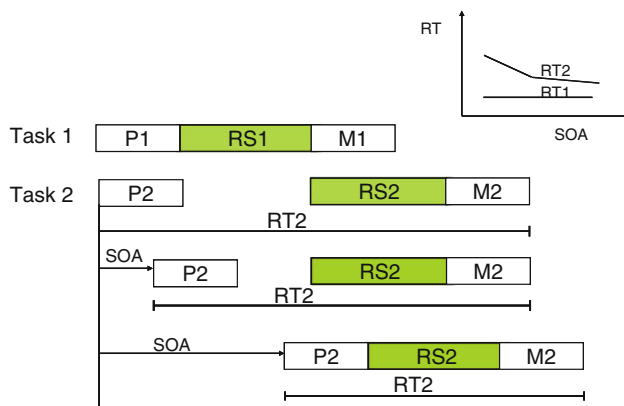 RT
RT2
RT1
SOA
Task 1 P1 RS1 M1
Task 2 P2 RS2 M2
RT2
SOA P2 RS2 M2
RT2
SOA P2 RS2 M2
RT2